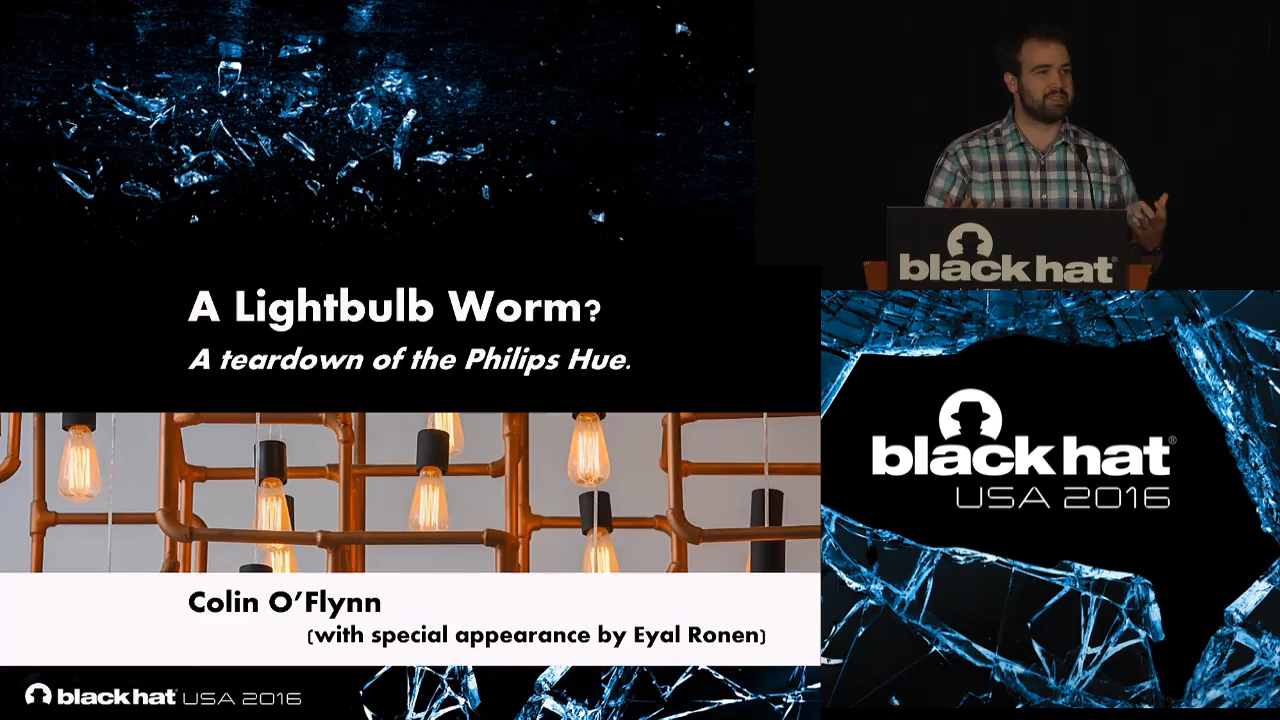 A Lightbulb Worm?
A teardown of the Philips Hue.
Colin O'Flynn
(with special appearance by Eyal Ronen)
black hat® USA 2016
black hat®
black hat®
USA 2016